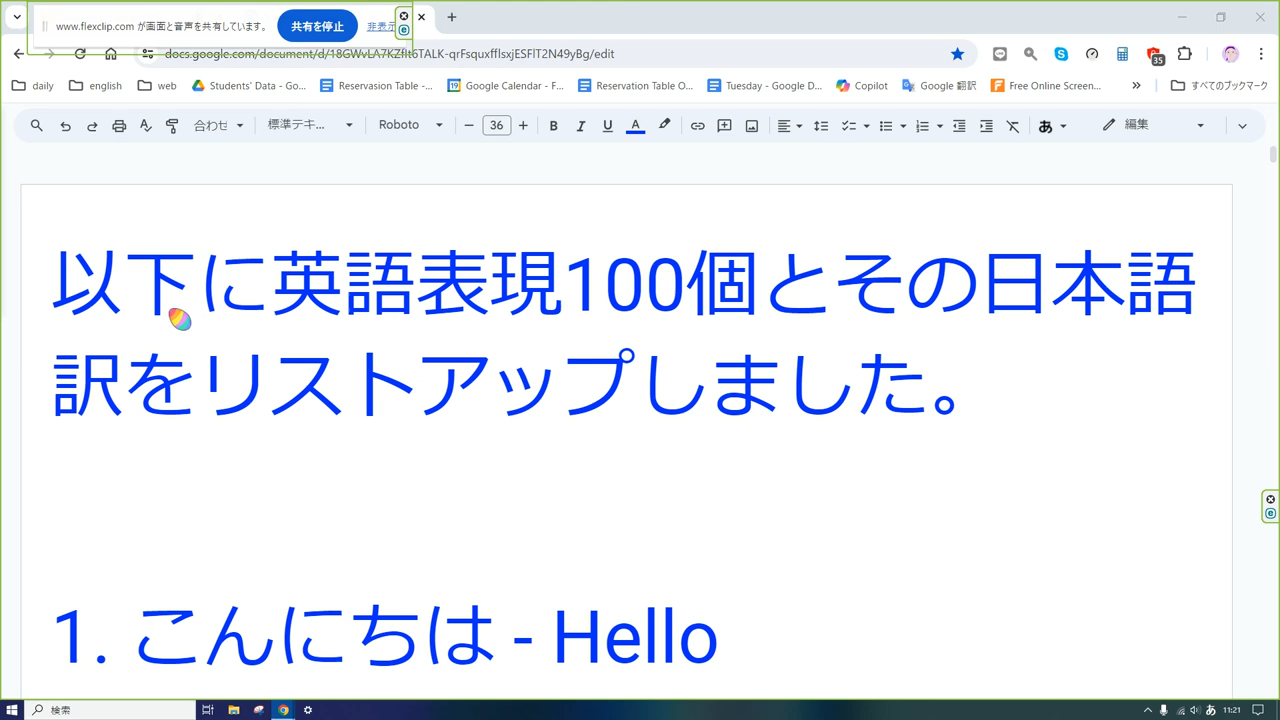 www.flexclip.com が画面と音声を共有しています。 共有を停止 非表示
docs.google.com/document/d/18GWvLA7KZflt6TALK-qrFsquxfflsxjESFlT2N49yBg/edit
35
daily english web Students' Data - Go... Reservasion Table -... Google Calendar - F... Reservation Table O... Tuesday - Google D... Copilot Google 翻訳 Free Online Screen... すべてのブックマーク
合わせ 標準テキ... Roboto 36 B I U A あ 編集
以下に英語表現100個とその日本語
訳をリストアップしました。
1. こんにちは - Hello
検索 あ 11:21